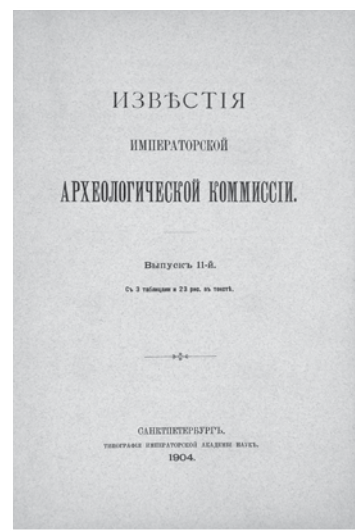 ИЗВѢСТІЯ
ИМПЕРАТОРСКОЙ
АРХЕОЛОГИЧЕСКОЙ КОММИССІИ.
Выпускъ 11-й.
Съ 3 таблицами и 23 рис. въ текстѣ.
САНКТПЕТЕРБУРГЪ.
ТИПОГРАФІЯ ИМПЕРАТОРСКОЙ АКАДЕМІИ НАУКЪ.
1904.